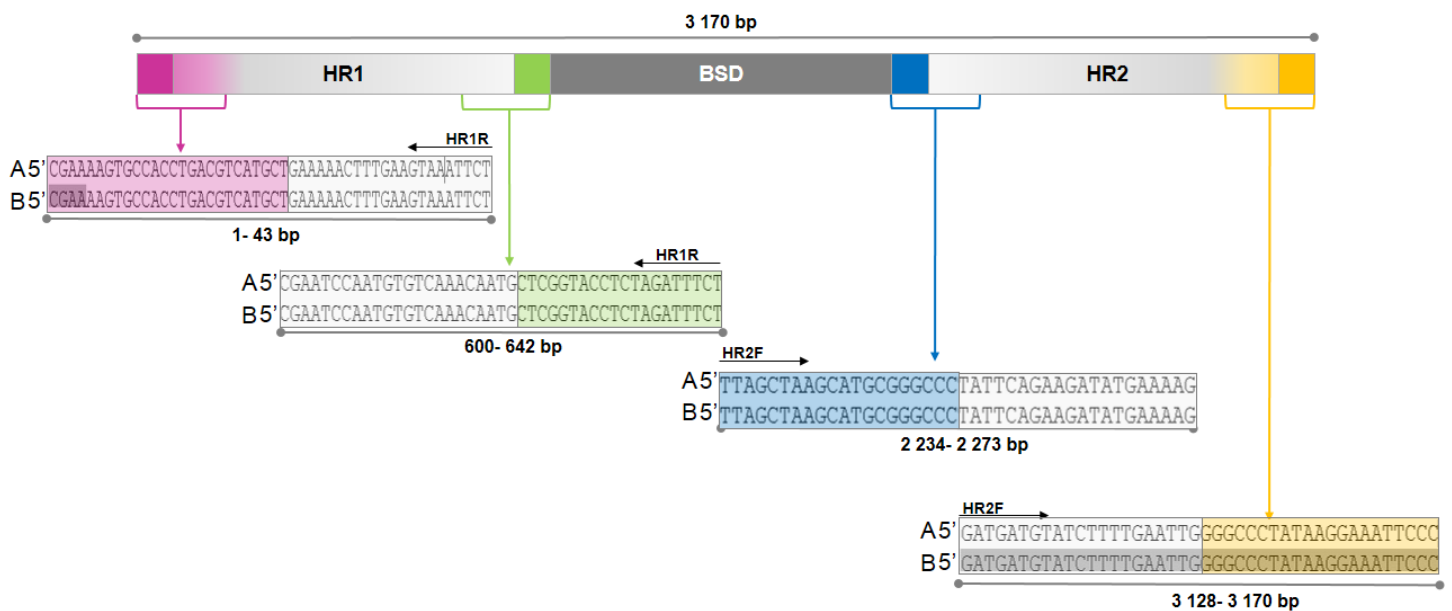 3 170 bp
HR1
BSD
HR2
HR1R
A5’CGAAAAGTGCCACCTGACGTCATGCTGAAAAACTTTGAAGTAAATTCT
B5’CGAAAAGTGCCACCTGACGTCATGCTGAAAAACTTTGAAGTAAATTCT
1- 43 bp
HR1R
A5’CGAATCCAATGTGTCAAACAATGCTCGGTACCTCTAGATTTCT
B5’CGAATCCAATGTGTCAAACAATGCTCGGTACCTCTAGATTTCT
600- 642 bp
HR2F
A5’TTAGCTAAGCATGCGGGCCCTATTCAGAAGATATGAAAAG
B5’TTAGCTAAGCATGCGGGCCCTATTCAGAAGATATGAAAAG
2 234- 2 273 bp
HR2F
A5’GATGATGTATCTTTTGAATTGGGGCCCTATAAGGAAATTCCC
B5’GATGATGTATCTTTTGAATTGGGGCCCTATAAGGAAATTCCC
3 128- 3 170 bp